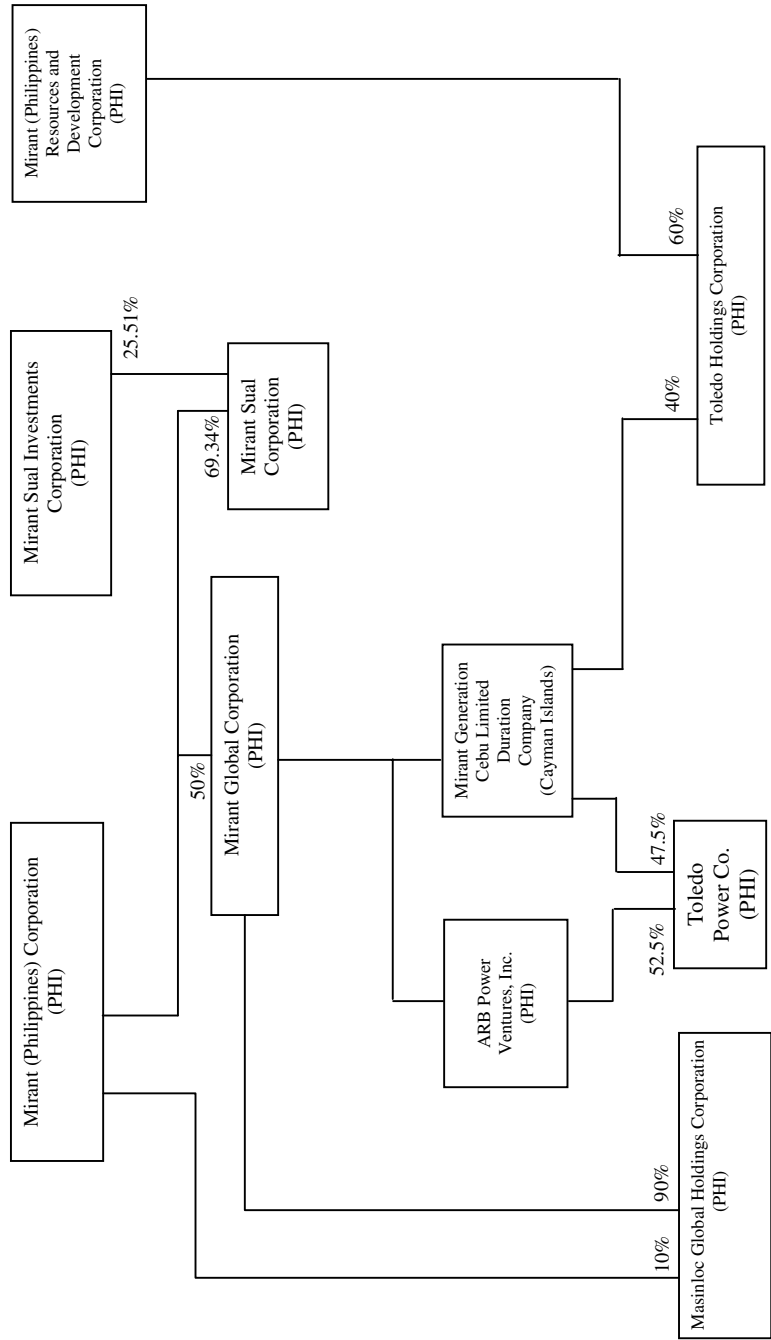 Mirant (Philippines) Corporation
(PHI)
Mirant Sual Investments
Corporation
(PHI)
Mirant (Philippines)
Resources and
Development
Corporation
(PHI)
25.51%
50%
69.34%
Mirant Global Corporation
(PHI)
Mirant Sual
Corporation
(PHI)
ARB Power
Ventures, Inc.
(PHI)
Mirant Generation
Cebu Limited
Duration
Company
(Cayman Islands)
10%
90%
52.5%
47.5%
40%
60%
Masinloc Global Holdings Corporation
(PHI)
Toledo
Power Co.
(PHI)
Toledo Holdings Corporation
(PHI)